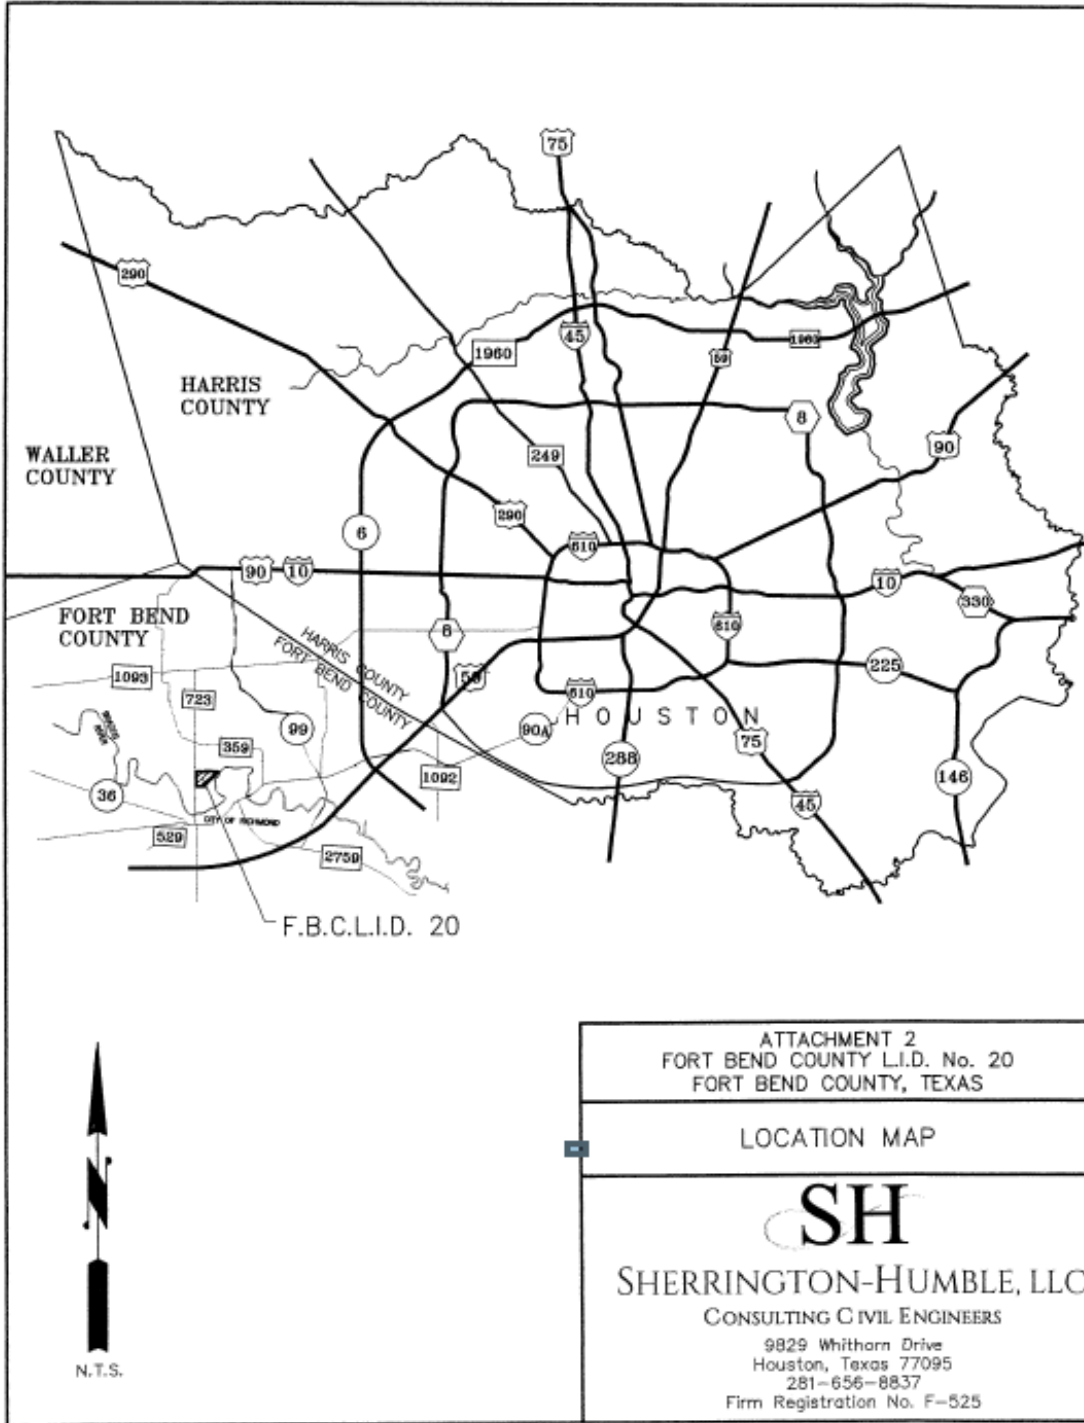 75
290
HARRIS
COUNTY
1960
45
1960
59
8
WALLER
COUNTY
249
90
290
6
610
90
10
10
330
FORT BEND
COUNTY
8
610
HARRIS COUNTY
FORT BEND COUNTY
225
1093
59
723
610
HOUSTON
99
90A
75
BRAZOS
RIVER
359
288
1092
146
36
45
CITY OF RICHMOND
529
2759
F.B.C.L.I.D. 20
N
N.T.S.
ATTACHMENT 2
FORT BEND COUNTY L.I.D. No. 20
FORT BEND COUNTY, TEXAS
LOCATION MAP
SH
SHERRINGTON-HUMBLE, LLC
CONSULTING CIVIL ENGINEERS
9829 Whithorn Drive
Houston, Texas 77095
281-656-8837
Firm Registration No. F-525